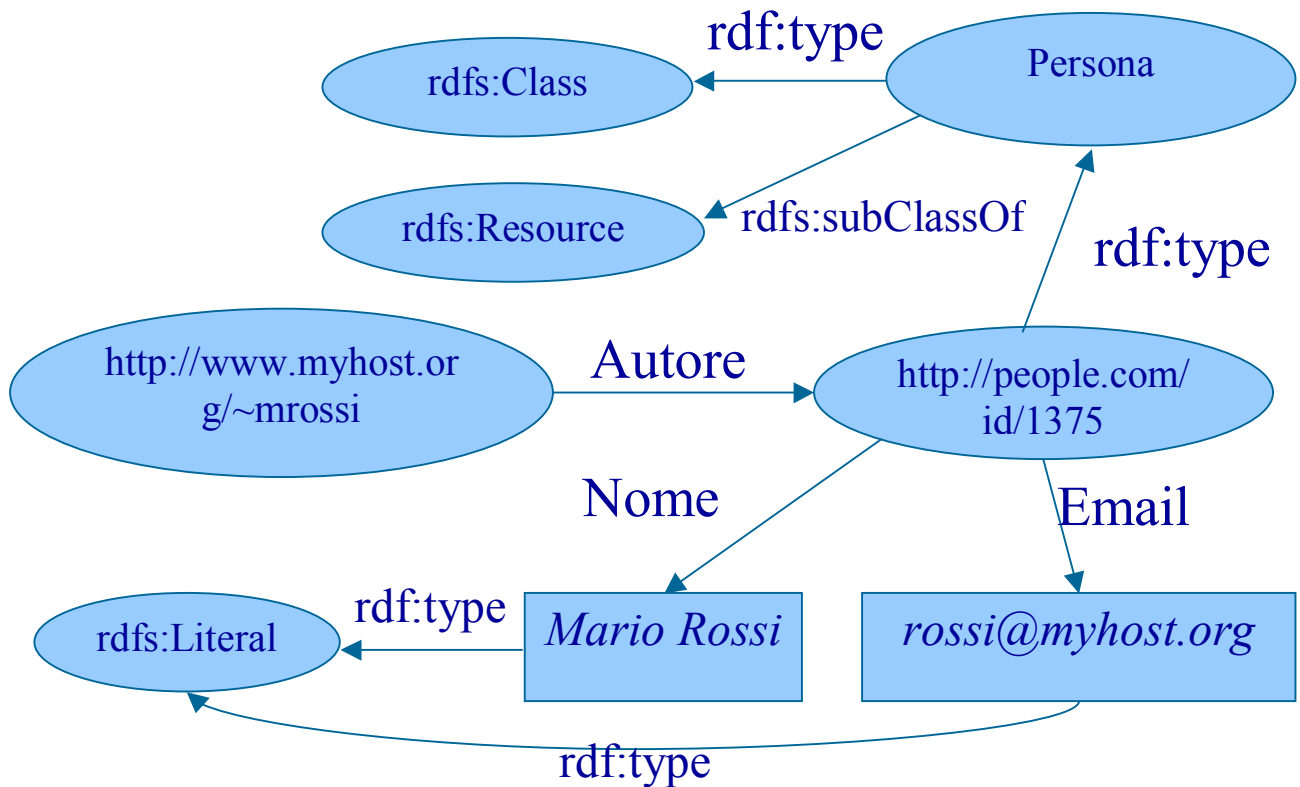 rdf:type
Persona
rdfs:Class
rdfs:Resource
rdfs:subClassOf
rdf:type
http://www.myhost.or
g/~mrossi
Autore
http://people.com/
id/1375
Nome
Email
rdfs:Literal
rdf:type
Mario Rossi
rossi@myhost.org
rdf:type